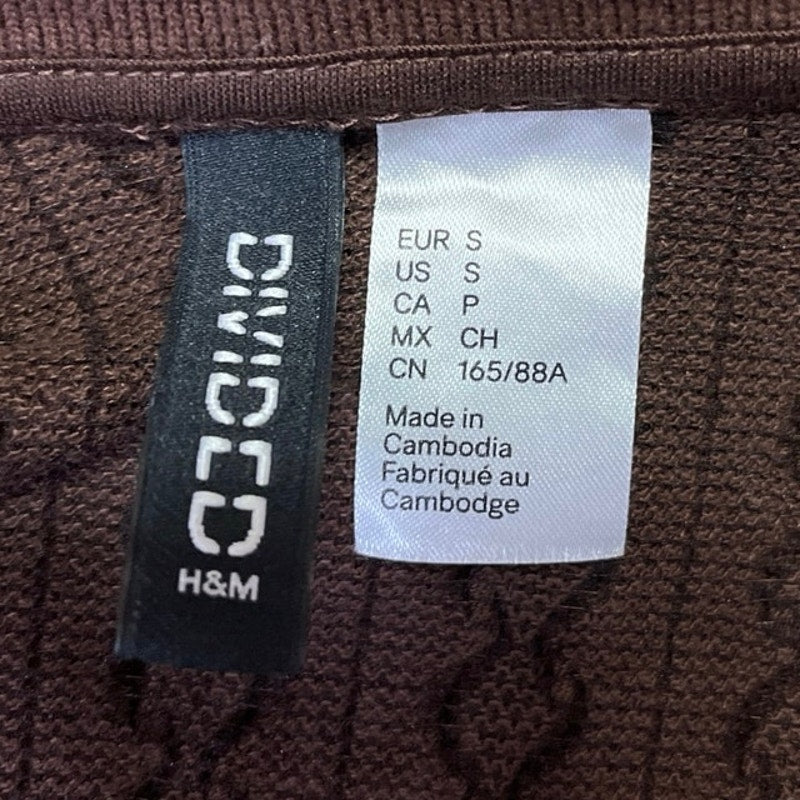 DIVIDED
H&M
EUR S
US S
CA P
MX CH
CN 165/88A
Made in
Cambodia
Fabriqué au
Cambodge